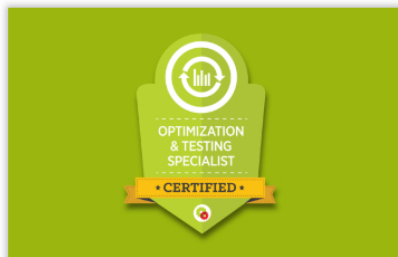 OPTIMIZATION
& TESTING
SPECIALIST
• CERTIFIED •